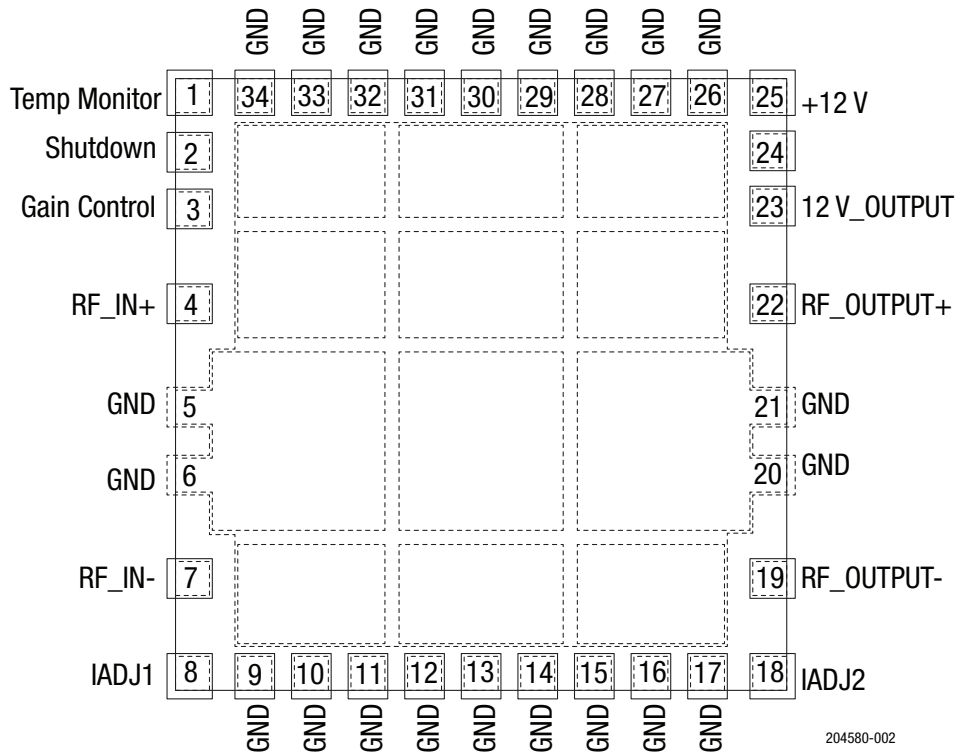 GND GND GND GND GND GND GND GND GND
34 33 32 31 30 29 28 27 26
Temp Monitor 1
Shutdown 2
Gain Control 3
RF_IN+ 4
GND 5
GND 6
RF_IN- 7
IADJ1 8
25 +12 V
24
23 12 V_OUTPUT
22 RF_OUTPUT+
21 GND
20 GND
19 RF_OUTPUT-
18 IADJ2
9 10 11 12 13 14 15 16 17
GND GND GND GND GND GND GND GND GND
204580-002